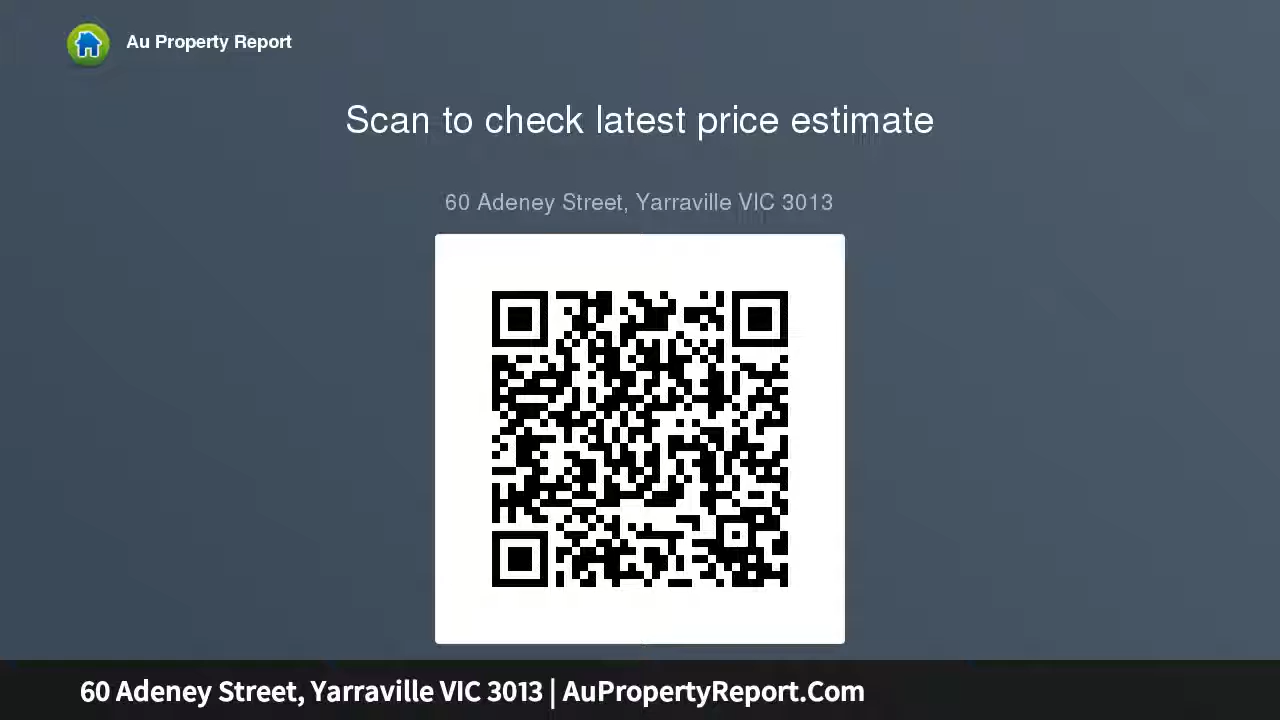 Au Property Report
Scan to check latest price estimate
60 Adeney Street, Yarraville VIC 3013
60 Adeney Street, Yarraville VIC 3013 | AuPropertyReport.Com